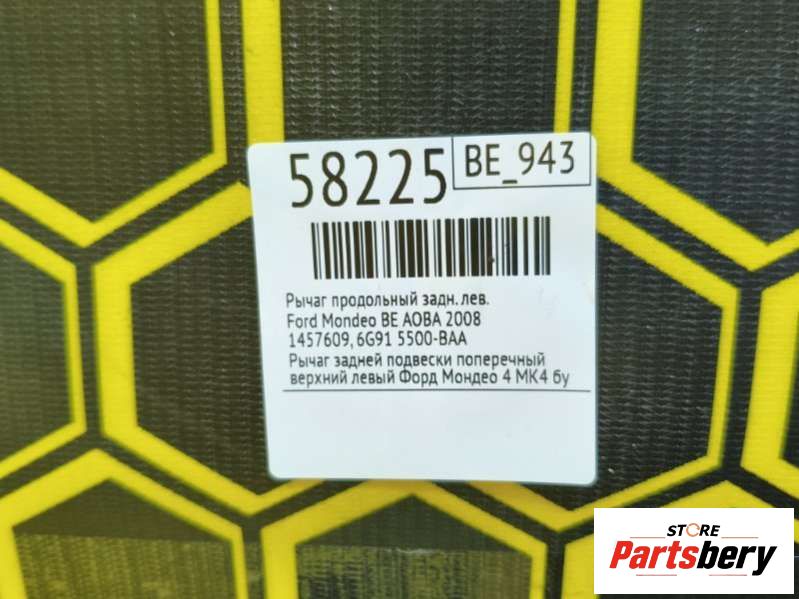 58225 BE_943
Рычаг продольный задн. лев.
Ford Mondeo BE AOBA 2008
1457609, 6G91 5500-BAA
Рычаг задней подвески поперечный
верхний левый Форд Мондео 4 МК4 бу
STORE
Partsbery